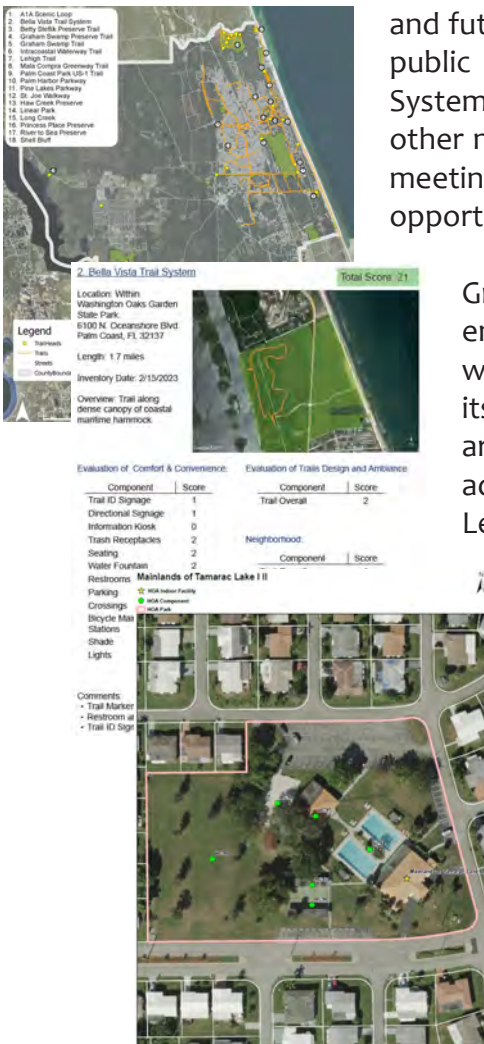 1. A1A Scenic Loop
2. Bella Vista Trail System
3. Betty Steflik Preserve Trail
4. Graham Swamp Preserve Trail
5. Graham Swamp Trail
6. Intracoastal Waterway Trail
7. Lehigh Trail
8. Mala Compra Greenway Trail
9. Palm Coast Park US-1 Trail
10. Palm Harbor Parkway
11. Pine Lakes Parkway
12. St. Joe Walkway
13. Haw Creek Preserve
14. Linear Park
15. Long Creek
16. Princess Place Preserve
17. River to Sea Preserve
18. Shell Bluff
Legend
TrailHeads
Trails
Streets
CountyBound
and fut
public
System
other n
meetin
opport
2. Bella Vista Trail System
Total Score: 21
Location: Within
Washington Oaks Garden
State Park.
6100 N. Oceanshore Blvd
Palm Coast, FL 32137
Length: 1.7 miles
Inventory Date: 2/15/2023
Overview: Trail along
dense canopy of coastal
maritime hammock.
Evaluation of Comfort & Convenience:
Component Score
Trail ID Signage 1
Directional Signage 1
Information Kiosk 0
Trash Receptacles 2
Seating 2
Water Fountain 2
Restrooms
Parking
Crossings
Bicycle Mai
Stations
Shade
Lights
Evaluation of Trails Design and Ambiance
Component Score
Trail Overall 2
Neighborhood:
Component Score
Comments:
- Trail Marker
- Restroom a
- Trail ID Sign
Gr
en
w
its
ar
ac
Le
Mainlands of Tamarac Lake I II
HOA Indoor Facility
HOA Component
HOA Park
N